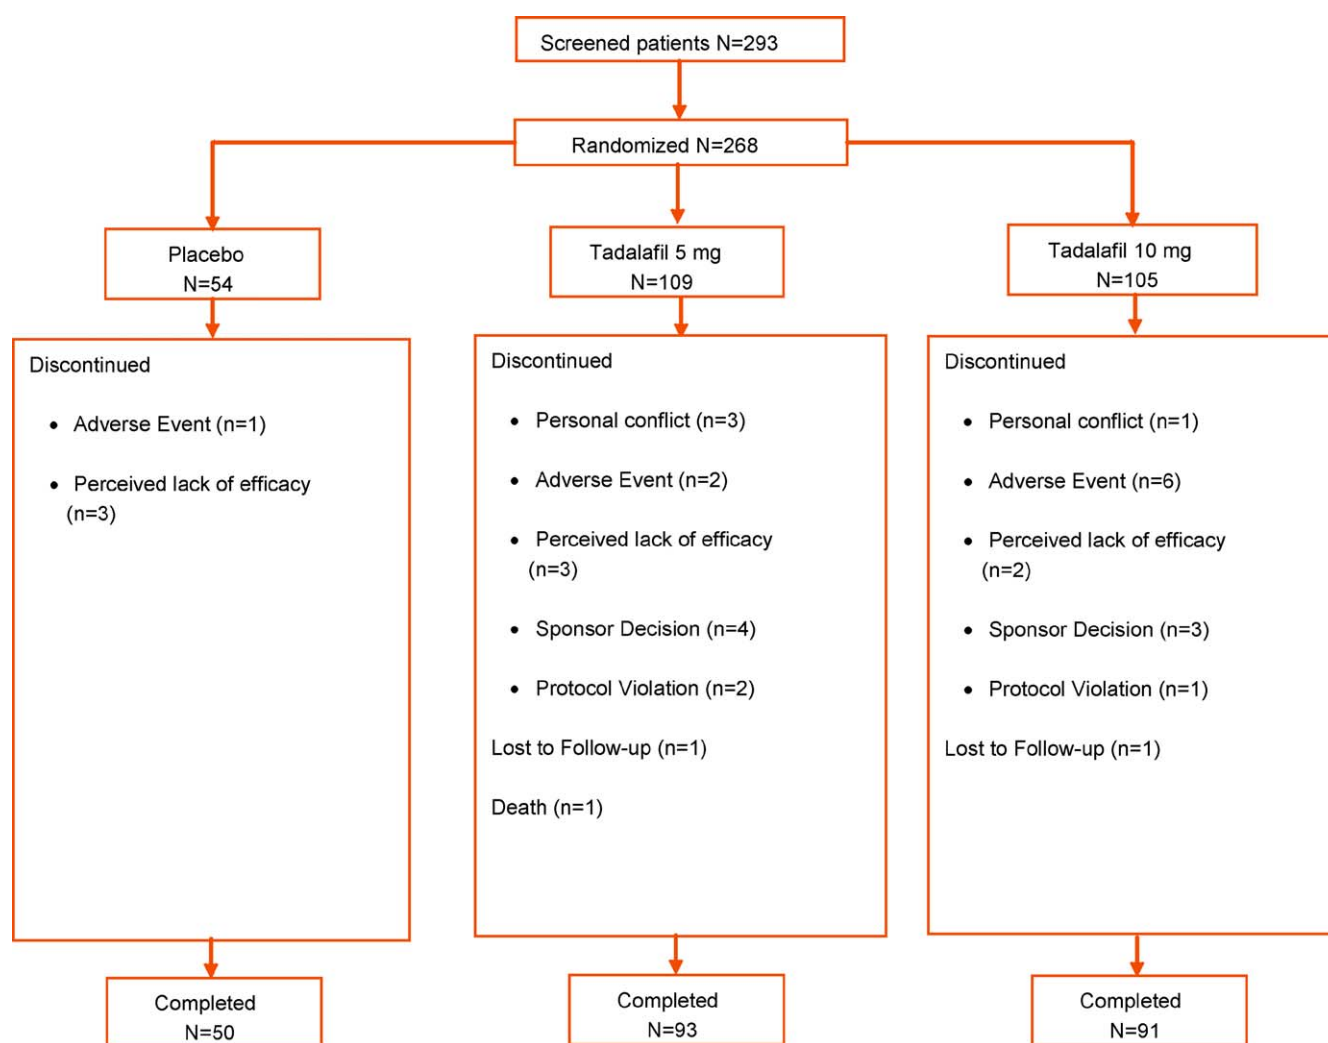 Screened patients N=293
Randomized N=268
Placebo
N=54
Tadalafil 5 mg
N=109
Tadalafil 10 mg
N=105
Discontinued
• Adverse Event (n=1)
• Perceived lack of efficacy
(n=3)
Discontinued
• Personal conflict (n=3)
• Adverse Event (n=2)
• Perceived lack of efficacy
(n=3)
• Sponsor Decision (n=4)
• Protocol Violation (n=2)
Lost to Follow-up (n=1)
Death (n=1)
Discontinued
• Personal conflict (n=1)
• Adverse Event (n=6)
• Perceived lack of efficacy
(n=2)
• Sponsor Decision (n=3)
• Protocol Violation (n=1)
Lost to Follow-up (n=1)
Completed
N=50
Completed
N=93
Completed
N=91